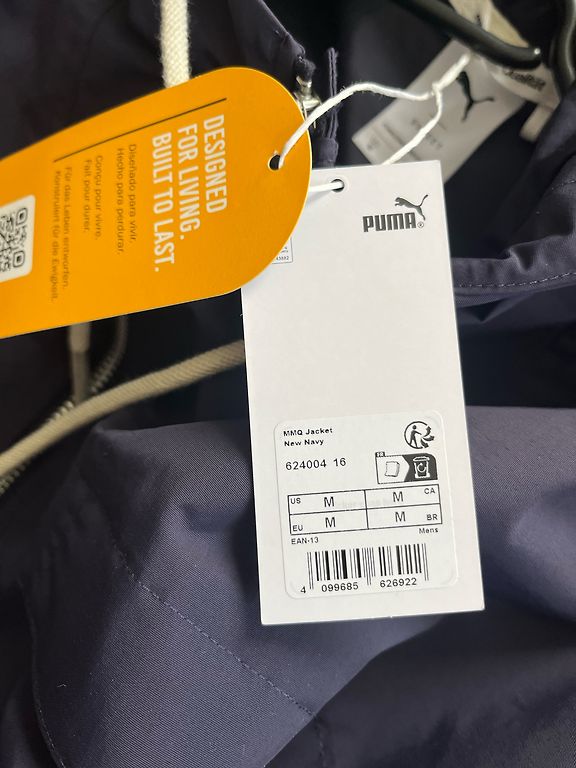 DESIGNED
FOR LIVING.
BUILT TO LAST.
Diseñado para vivir.
Hecho para perdurar.
Conçu pour vivre.
Fait pour durer.
Für das Leben entworfen.
Konstruiert für die Ewigkeit.
PUMA®
MMQ Jacket
New Navy
624004 16
FR
US M M CA
EU M M BR
EAN-13 Mens
4 099685 626922